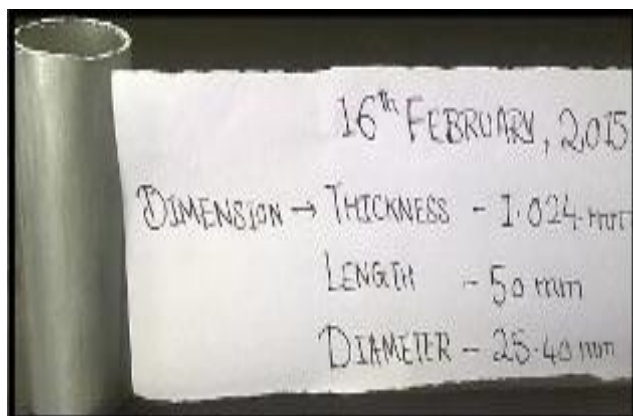 16th FEBRUARY, 2015
DIMENSION → THICKNESS - 1.024 mm
LENGTH - 50 mm
DIAMETER - 25.40 mm